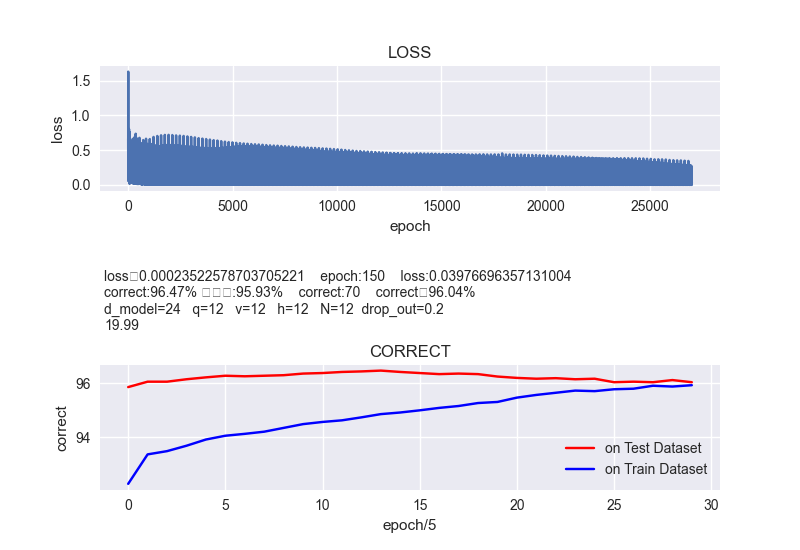 LOSS
1.5
1.0
0.5
0.0
loss
0 5000 10000 15000 20000 25000
epoch
loss□0.00023522578703705221 epoch:150 loss:0.03976696357131004
correct:96.47% □□□:95.93% correct:70 correct□96.04%
d_model=24 q=12 v=12 h=12 N=12 drop_out=0.2
19.99
CORRECT
96
94
correct
on Test Dataset
on Train Dataset
0 5 10 15 20 25 30
epoch/5